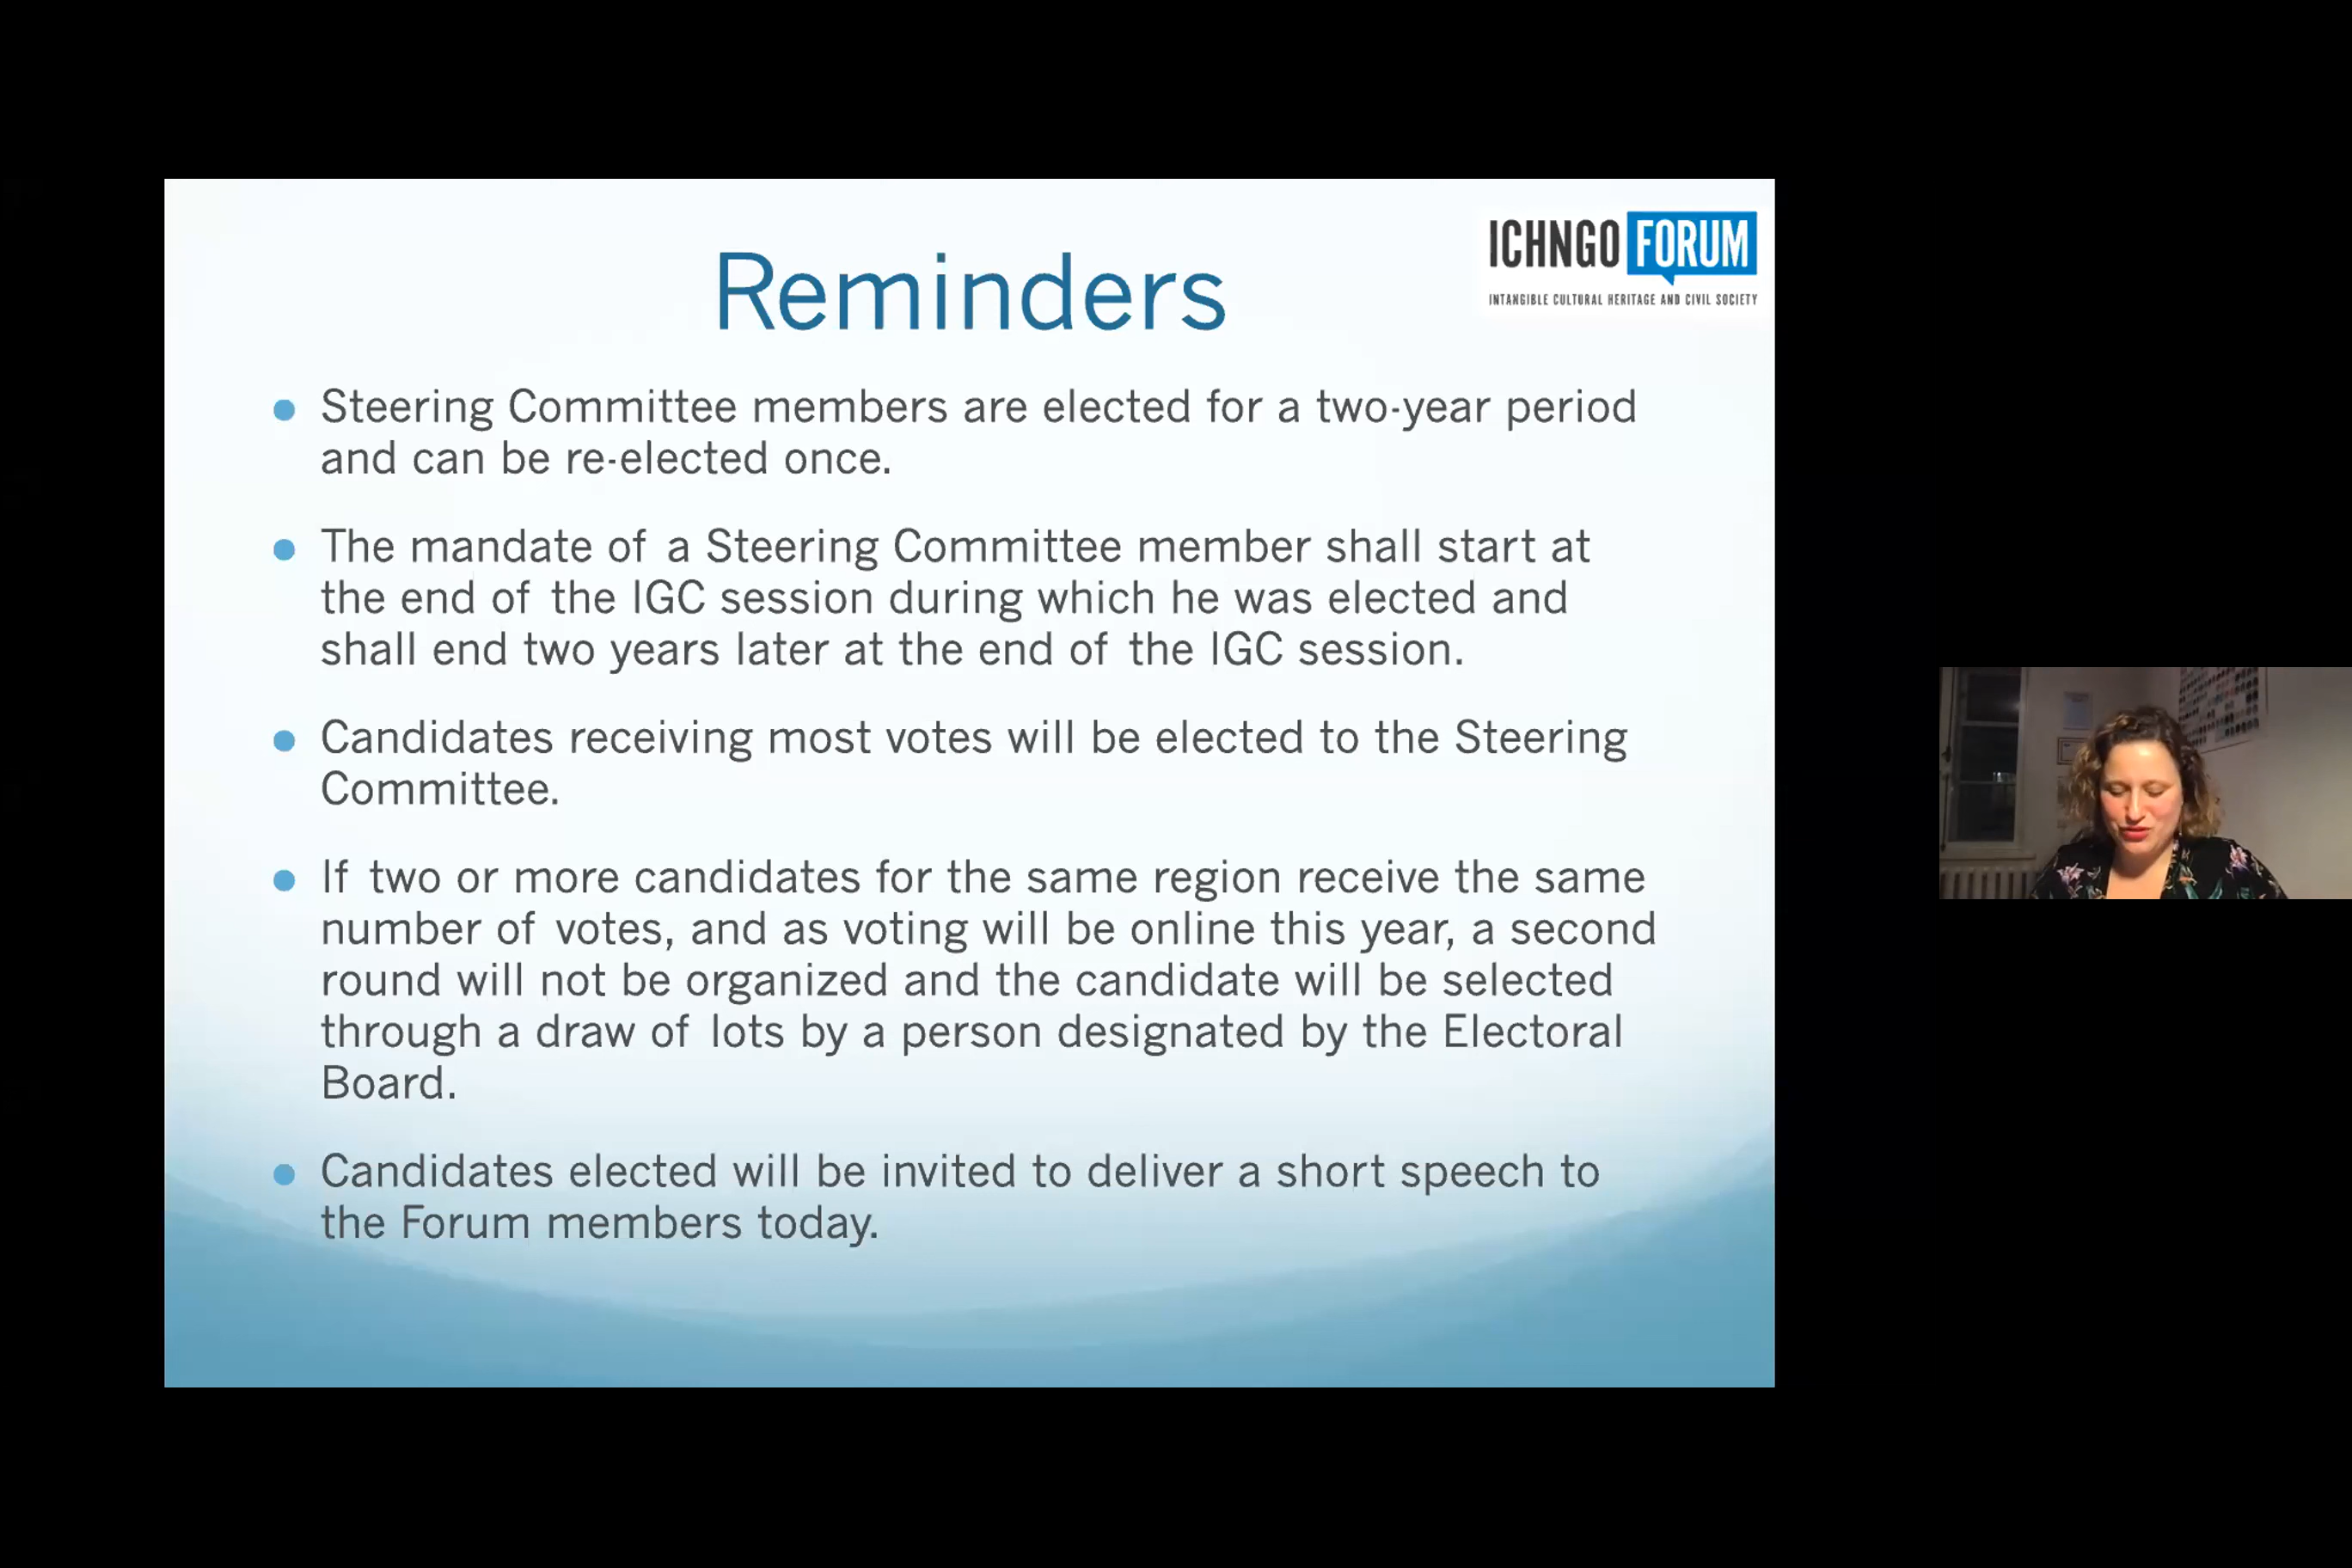 ICHNGO FORUM
INTANGIBLE CULTURAL HERITAGE AND CIVIL SOCIETY
Reminders
Steering Committee members are elected for a two-year period
and can be re-elected once.
The mandate of a Steering Committee member shall start at
the end of the IGC session during which he was elected and
shall end two years later at the end of the IGC session.
Candidates receiving most votes will be elected to the Steering
Committee.
If two or more candidates for the same region receive the same
number of votes, and as voting will be online this year, a second
round will not be organized and the candidate will be selected
through a draw of lots by a person designated by the Electoral
Board.
Candidates elected will be invited to deliver a short speech to
the Forum members today.